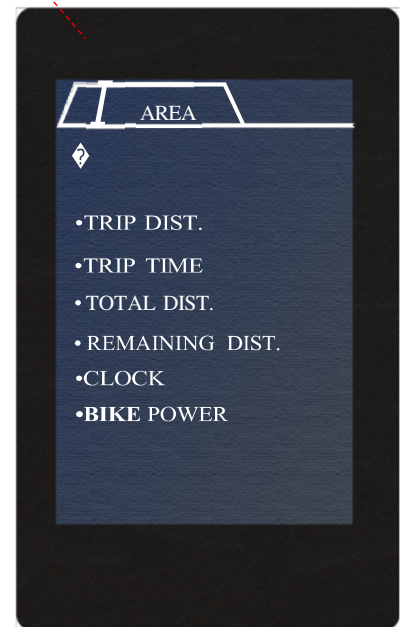 AREA
�
•TRIP DIST.
•TRIP TIME
• TOTAL DIST.
• REMAINING DIST.
•CLOCK
•BIKE POWER